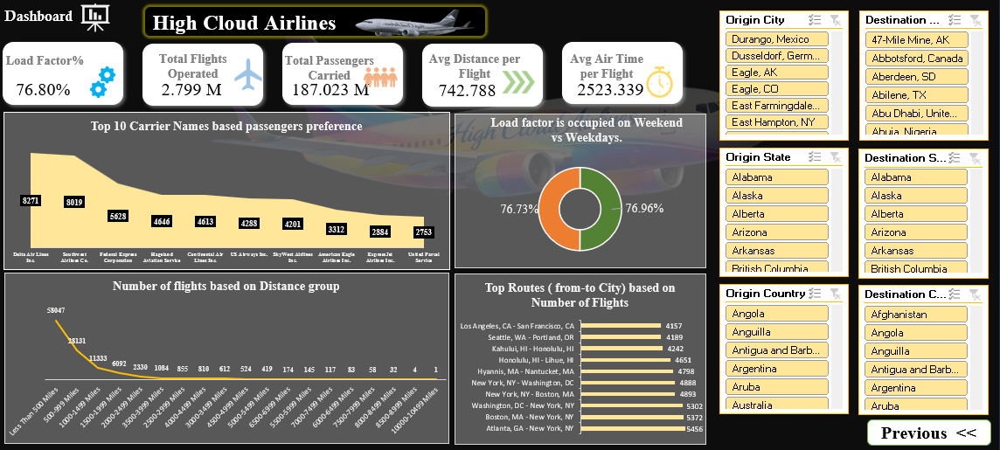 Dashboard
High Cloud Airlines
Load Factor%
76.80%
Total Flights
Operated
2.799 M
Total Passengers
Carried
187.023 M
Avg Distance per
Flight
742.788
Avg Air Time
per Flight
2523.339
Top 10 Carrier Names based passengers preference
8271
8019
5628
4646
4613
4288
4201
3312
2884
2753
Delta Air Lines
Inc.
Southwest
Airlines Co.
Federal Express
Corporation
Hageland
Aviation Service
Continental Air
Lines Inc.
US Airways Inc.
SkyWest Airlines
Inc.
American Eagle
Airlines Inc.
ExpressJet
Airlines Inc.
United Parcel
Service
Load factor is occupied on Weekend
vs Weekdays.
76.73%
76.96%
High Cloud
Number of flights based on Distance group
58047
28131
11333
6092
2330
1084
855
810
612
524
419
174
145
117
83
58
32
4
1
Less Than 500 Miles
500-999 Miles
1000-1499 Miles
1500-1999 Miles
2000-2499 Miles
3500-3999 Miles
2500-2999 Miles
4000-4499 Miles
3000-3499 Miles
4500-4999 Miles
5000-5499 Miles
6500-6999 Miles
5500-5999 Miles
7000-7499 Miles
6000-6499 Miles
7500-7999 Miles
8000-8499 Miles
8500-8999 Miles
10000-10499 Miles
Top Routes ( from-to City) based on
Number of Flights
Los Angeles, CA - San Francisco, CA 4157
Seattle, WA - Portland, OR 4189
Kahului, HI - Honolulu, HI 4242
Honolulu, HI - Lihue, HI 4651
Hyannis, MA - Nantucket, MA 4798
New York, NY - Washington, DC 4888
New York, NY - Boston, MA 4893
Washington, DC - New York, NY 5302
Boston, MA - New York, NY 5372
Atlanta, GA - New York, NY 5456
Origin City
Durango, Mexico
Dusseldorf, Germ...
Eagle, AK
Eagle, CO
East Farmingdale...
East Hampton, NY
Destination ...
47-Mile Mine, AK
Abbotsford, Canada
Aberdeen, SD
Abilene, TX
Abu Dhabi, Unite...
Abuja, Nigeria
Origin State
Alabama
Alaska
Alberta
Arizona
Arkansas
British Columbia
Destination S...
Alabama
Alaska
Alberta
Arizona
Arkansas
British Columbia
Origin Country
Angola
Anguilla
Antigua and Barb...
Argentina
Aruba
Australia
Destination C...
Afghanistan
Angola
Anguilla
Antigua and Barb...
Argentina
Aruba
Previous <<